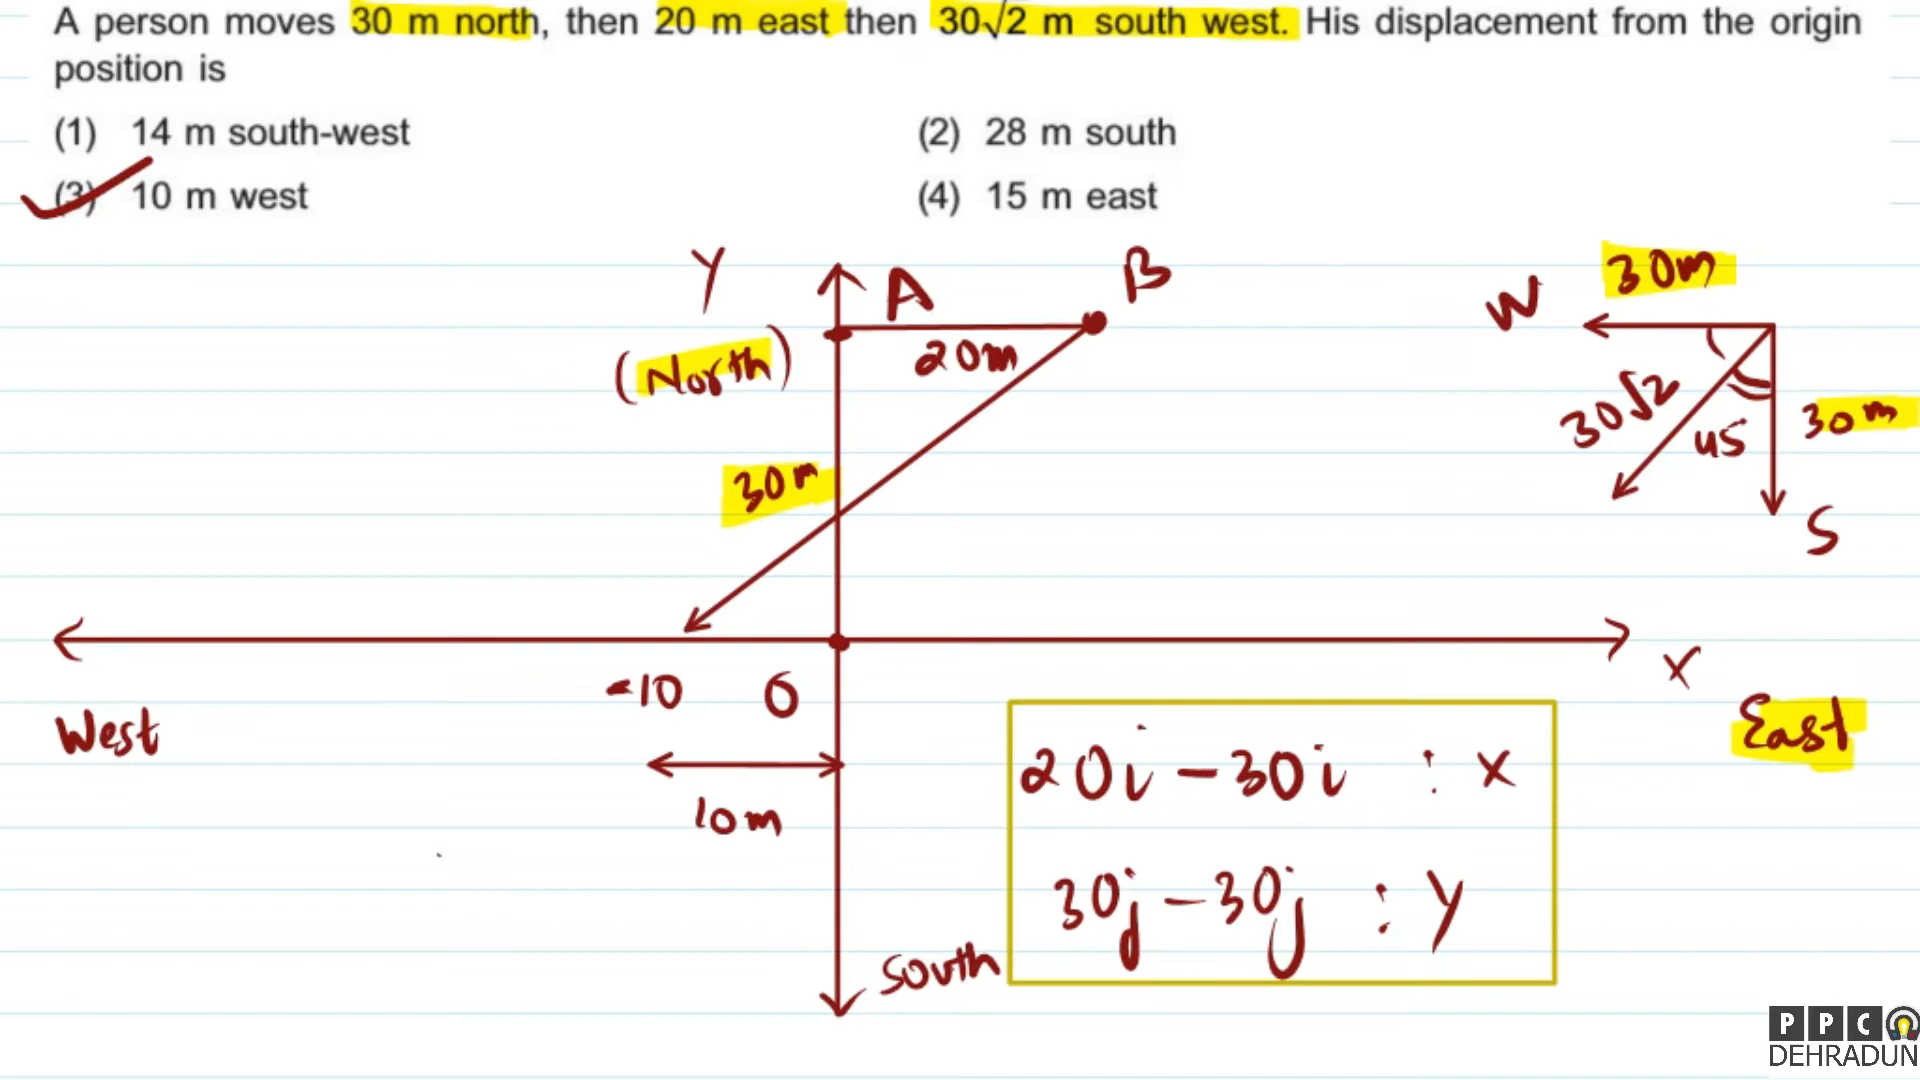 A person moves 30 m north, then 20 m east then 30√2 m south west. His displacement from the origin
position is
(1) 14 m south-west
(2) 28 m south
(3) 10 m west
(4) 15 m east
Y
A
B
(North)
20m
30m
W
30m
30√2
45
30m
S
-10
O
X
West
East
10m
20i - 30i : x
30j - 30j : y
South
PPC
DEHRADUN